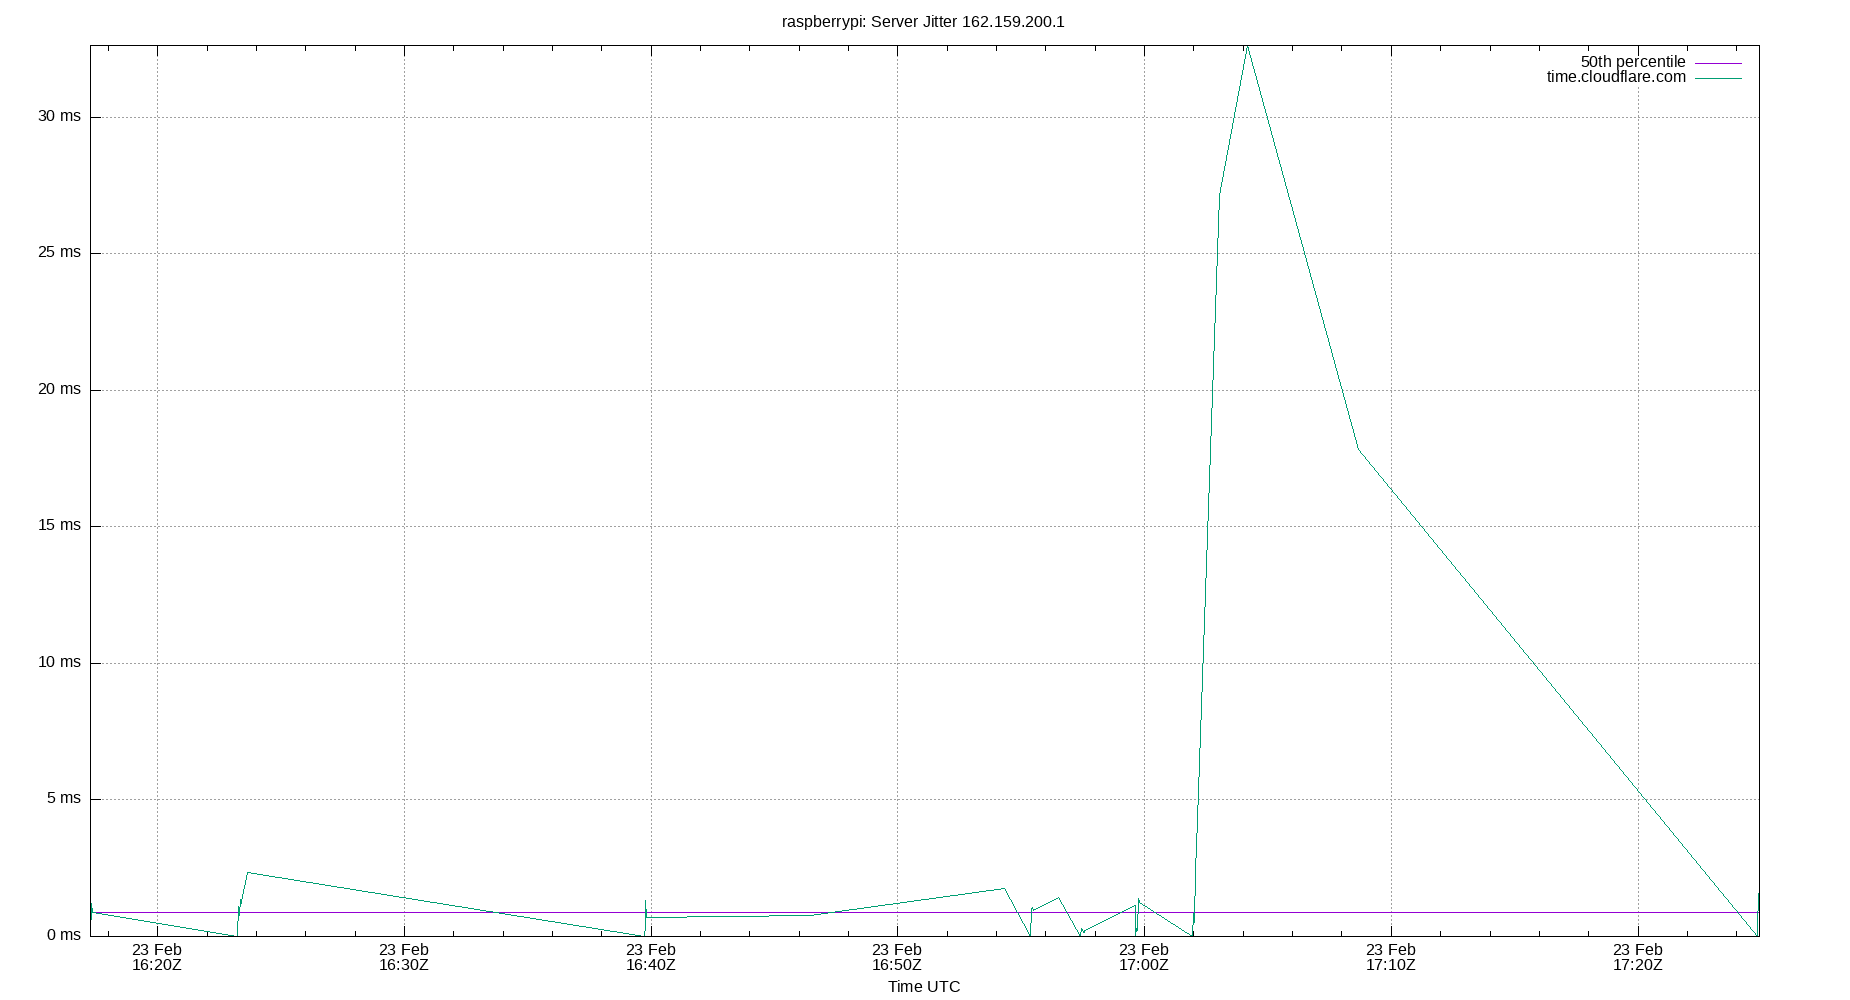 raspberrypi: Server Jitter 162.159.200.1
50th percentile
time.cloudflare.com
30 ms
25 ms
20 ms
15 ms
10 ms
5 ms
0 ms
23 Feb 23 Feb 23 Feb 23 Feb 23 Feb 23 Feb 23 Feb
16:20Z 16:30Z 16:40Z 16:50Z 17:00Z 17:10Z 17:20Z
Time UTC